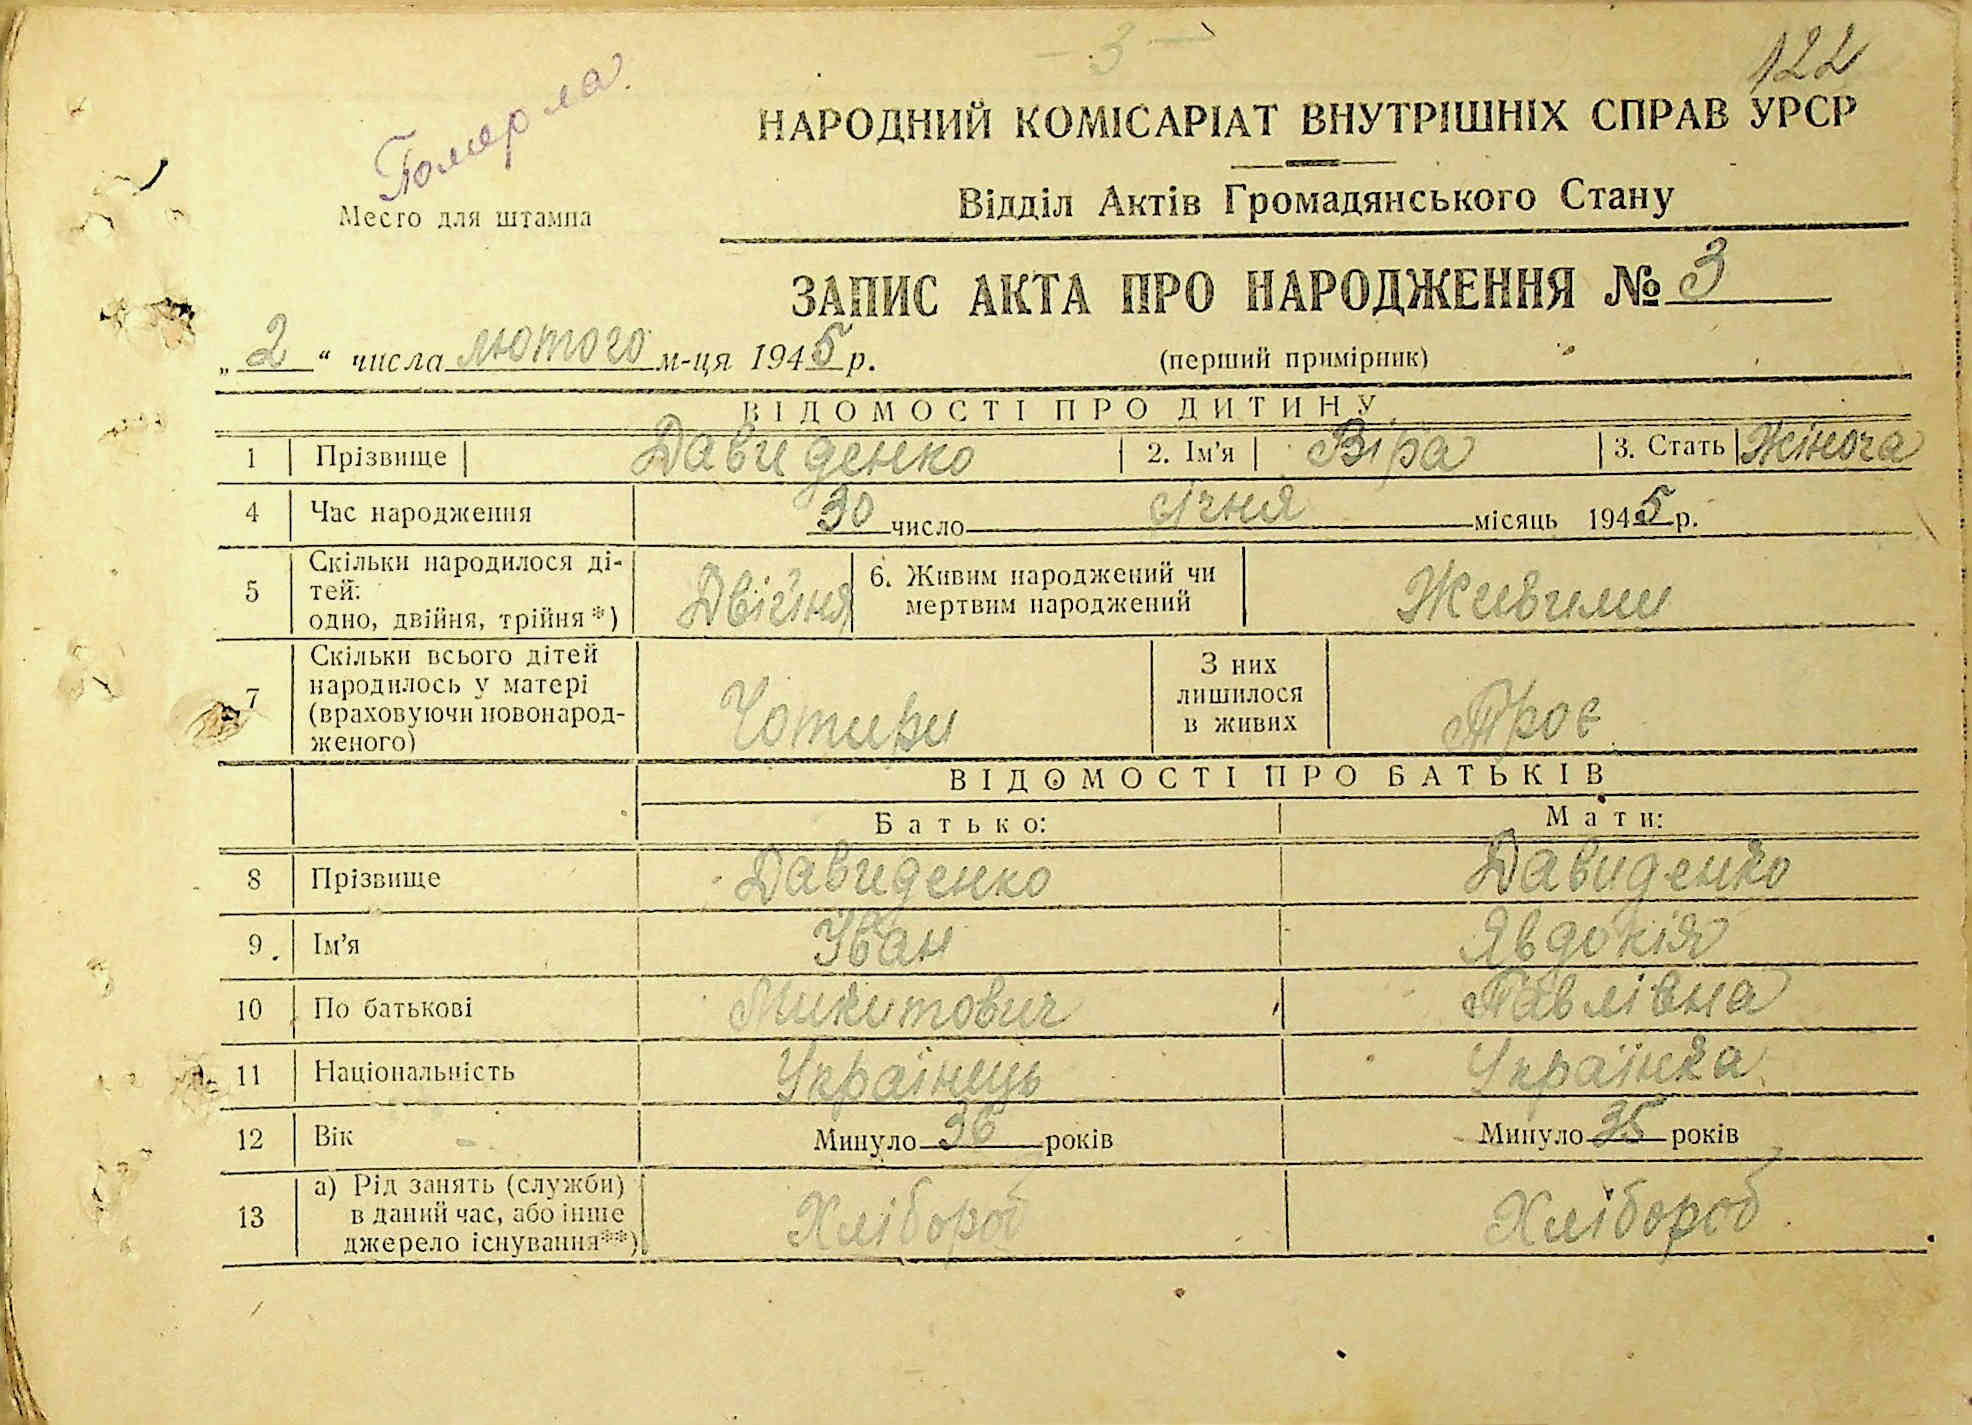 - 3 -
122
Померла.
НАРОДНИЙ КОМІСАРІАТ ВНУТРІШНІХ СПРАВ УРСР
Место для штампа
Відділ Актів Громадянського Стану
ЗАПИС АКТА ПРО НАРОДЖЕННЯ № 3
„ 2 “ числа лютого м-ця 1945 р. (перший примірник)
ВІДОМОСТІ ПРО ДИТИНУ
1 Прізвище Давиденко 2. Ім'я Віра 3. Стать Жіноча
4 Час народження 30 число січня місяць 1945 р.
5 Скільки народилося ді-
тей:
одно, двійня, трійня *) Двійня 6. Живим народжений чи
мертвим народжений Живими
7 Скільки всього дітей
народилось у матері
(враховуючи новонарод-
женого) Чотири З них
лишилося
в живих Троє
ВІДОМОСТІ ПРО БАТЬКІВ
Батько: Мати:
8 Прізвище Давиденко Давиденко
9. Ім'я Іван Явдокія
10 По батькові Микитович Павлівна
11 Національність Українець Українка
12 Вік Минуло 36 років Минуло 35 років
13 а) Рід занять (служби)
в даний час, або інше
джерело існування**) Хлібороб Хлібороб